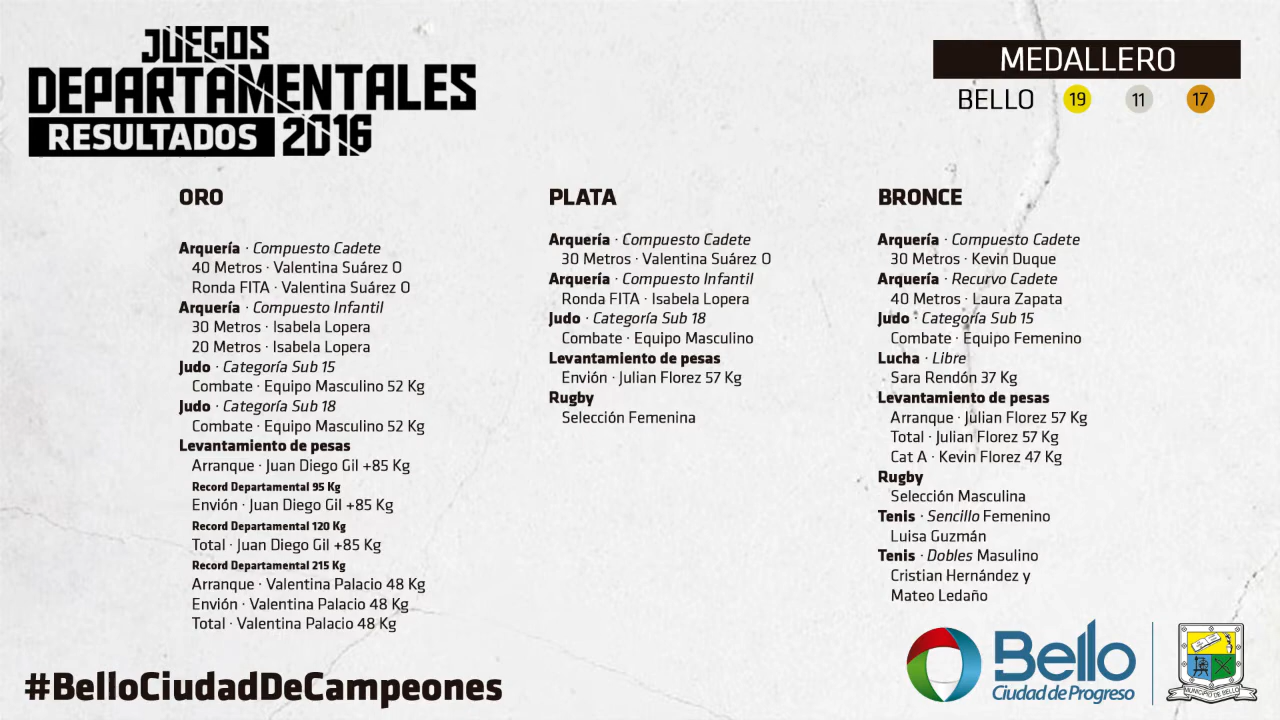 JUEGOS
DEPARTAMENTALES
RESULTADOS 2016
MEDALLERO
BELLO 19 11 17
ORO
Arquería · Compuesto Cadete
40 Metros · Valentina Suárez O
Ronda FITA · Valentina Suárez O
Arquería · Compuesto Infantil
30 Metros · Isabela Lopera
20 Metros · Isabela Lopera
Judo · Categoría Sub 15
Combate · Equipo Masculino 52 Kg
Judo · Categoría Sub 18
Combate · Equipo Masculino 52 Kg
Levantamiento de pesas
Arranque · Juan Diego Gil +85 Kg
Record Departamental 95 Kg
Envión · Juan Diego Gil +85 Kg
Record Departamental 120 Kg
Total · Juan Diego Gil +85 Kg
Record Departamental 215 Kg
Arranque · Valentina Palacio 48 Kg
Envión · Valentina Palacio 48 Kg
Total · Valentina Palacio 48 Kg
PLATA
Arquería · Compuesto Cadete
30 Metros · Valentina Suárez O
Arquería · Compuesto Infantil
Ronda FITA · Isabela Lopera
Judo · Categoría Sub 18
Combate · Equipo Masculino
Levantamiento de pesas
Envión · Julian Florez 57 Kg
Rugby
Selección Femenina
BRONCE
Arquería · Compuesto Cadete
30 Metros · Kevin Duque
Arquería · Recurvo Cadete
40 Metros · Laura Zapata
Judo · Categoría Sub 15
Combate · Equipo Femenino
Lucha · Libre
Sara Rendón 37 Kg
Levantamiento de pesas
Arranque · Julian Florez 57 Kg
Total · Julian Florez 57 Kg
Cat A · Kevin Florez 47 Kg
Rugby
Selección Masculina
Tenis · Sencillo Femenino
Luisa Guzmán
Tenis · Dobles Masulino
Cristian Hernández y
Mateo Ledaño
#BelloCiudadDeCampeones
Bello
Ciudad de Progreso
MUNICIPIO DE BELLO